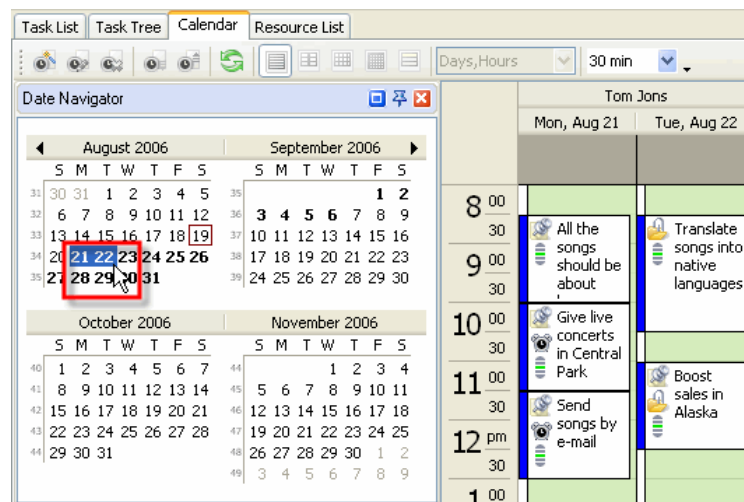 Task List Task Tree Calendar Resource List
Days,Hours 30 min
Date Navigator
August 2006 September 2006
S M T W T F S S M T W T F S
31 30 31 1 2 3 4 5 35 1 2
32 6 7 8 9 10 11 12 36 3 4 5 6 7 8 9
33 13 14 15 16 17 18 19 37 10 11 12 13 14 15 16
34 20 21 22 23 24 25 26 38 17 18 19 20 21 22 23
35 27 28 29 30 31 39 24 25 26 27 28 29 30
October 2006 November 2006
S M T W T F S S M T W T F S
40 1 2 3 4 5 6 7 44 1 2 3 4
41 8 9 10 11 12 13 14 45 5 6 7 8 9 10 11
42 15 16 17 18 19 20 21 46 12 13 14 15 16 17 18
43 22 23 24 25 26 27 28 47 19 20 21 22 23 24 25
44 29 30 31 48 26 27 28 29 30 1 2
49 3 4 5 6 7 8 9
Tom Jons
Mon, Aug 21 Tue, Aug 22
8 00
30
9 00
30
10 00
30
11 00
30
12 pm
30
1 00
All the
songs
should be
about
Give live
concerts
in Central
Park
Send
songs by
e-mail
Translate
songs into
native
languages
Boost
sales in
Alaska